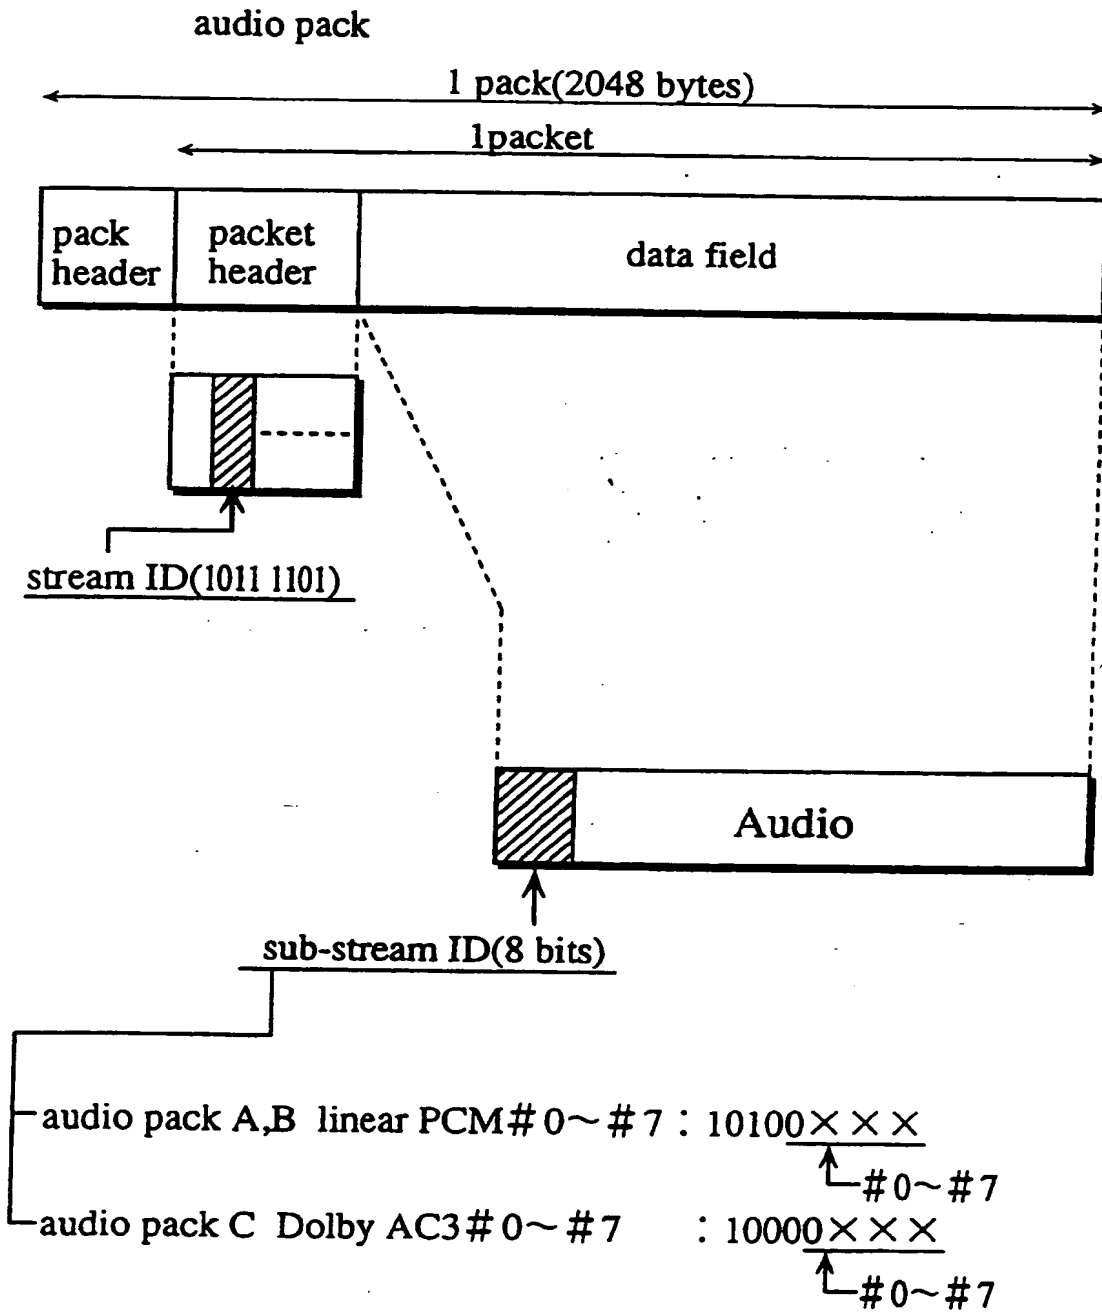 audio pack
1 pack(2048 bytes)
1packet
pack
header
packet
header
data field
stream ID(1011 1101)
Audio
sub-stream ID(8 bits)
audio pack A,B linear PCM#0~#7 : 10100×××
#0~#7
audio pack C Dolby AC3#0~#7 : 10000×××
#0~#7